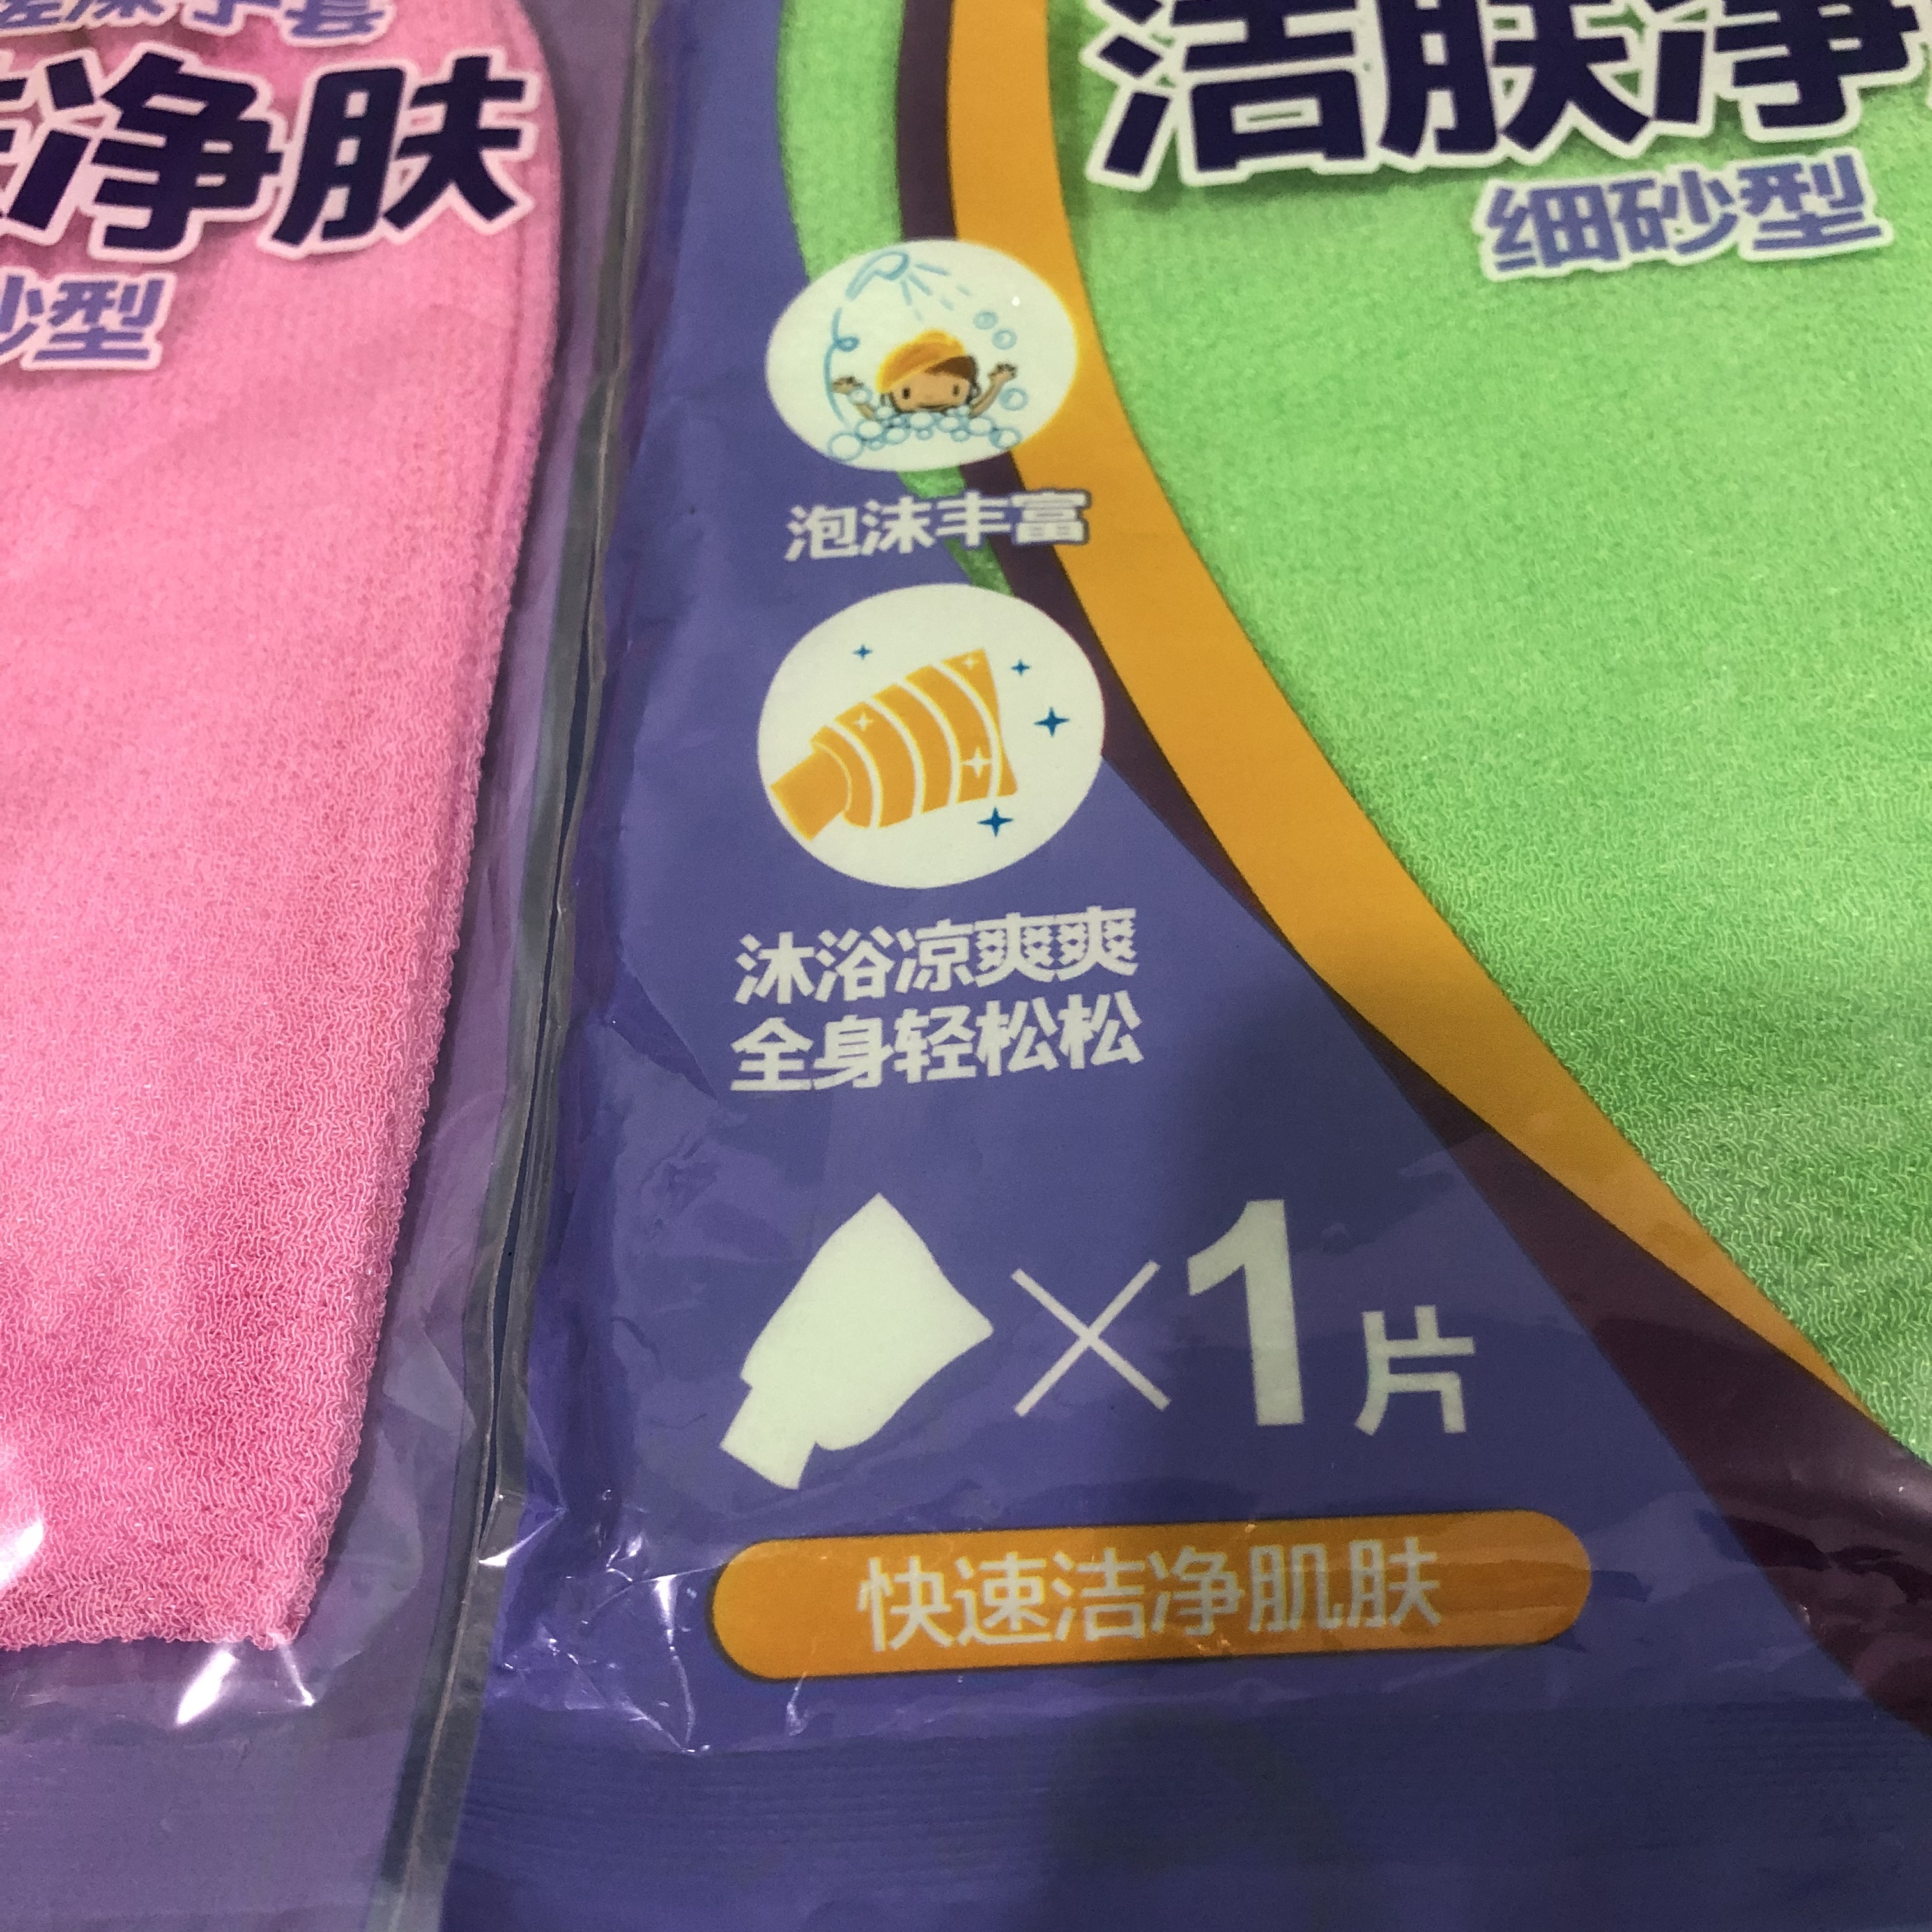 净肤
砂型
洁肤净
细砂型
泡沫丰富
沐浴凉爽爽
全身轻松松
×1片
快速洁净肌肤